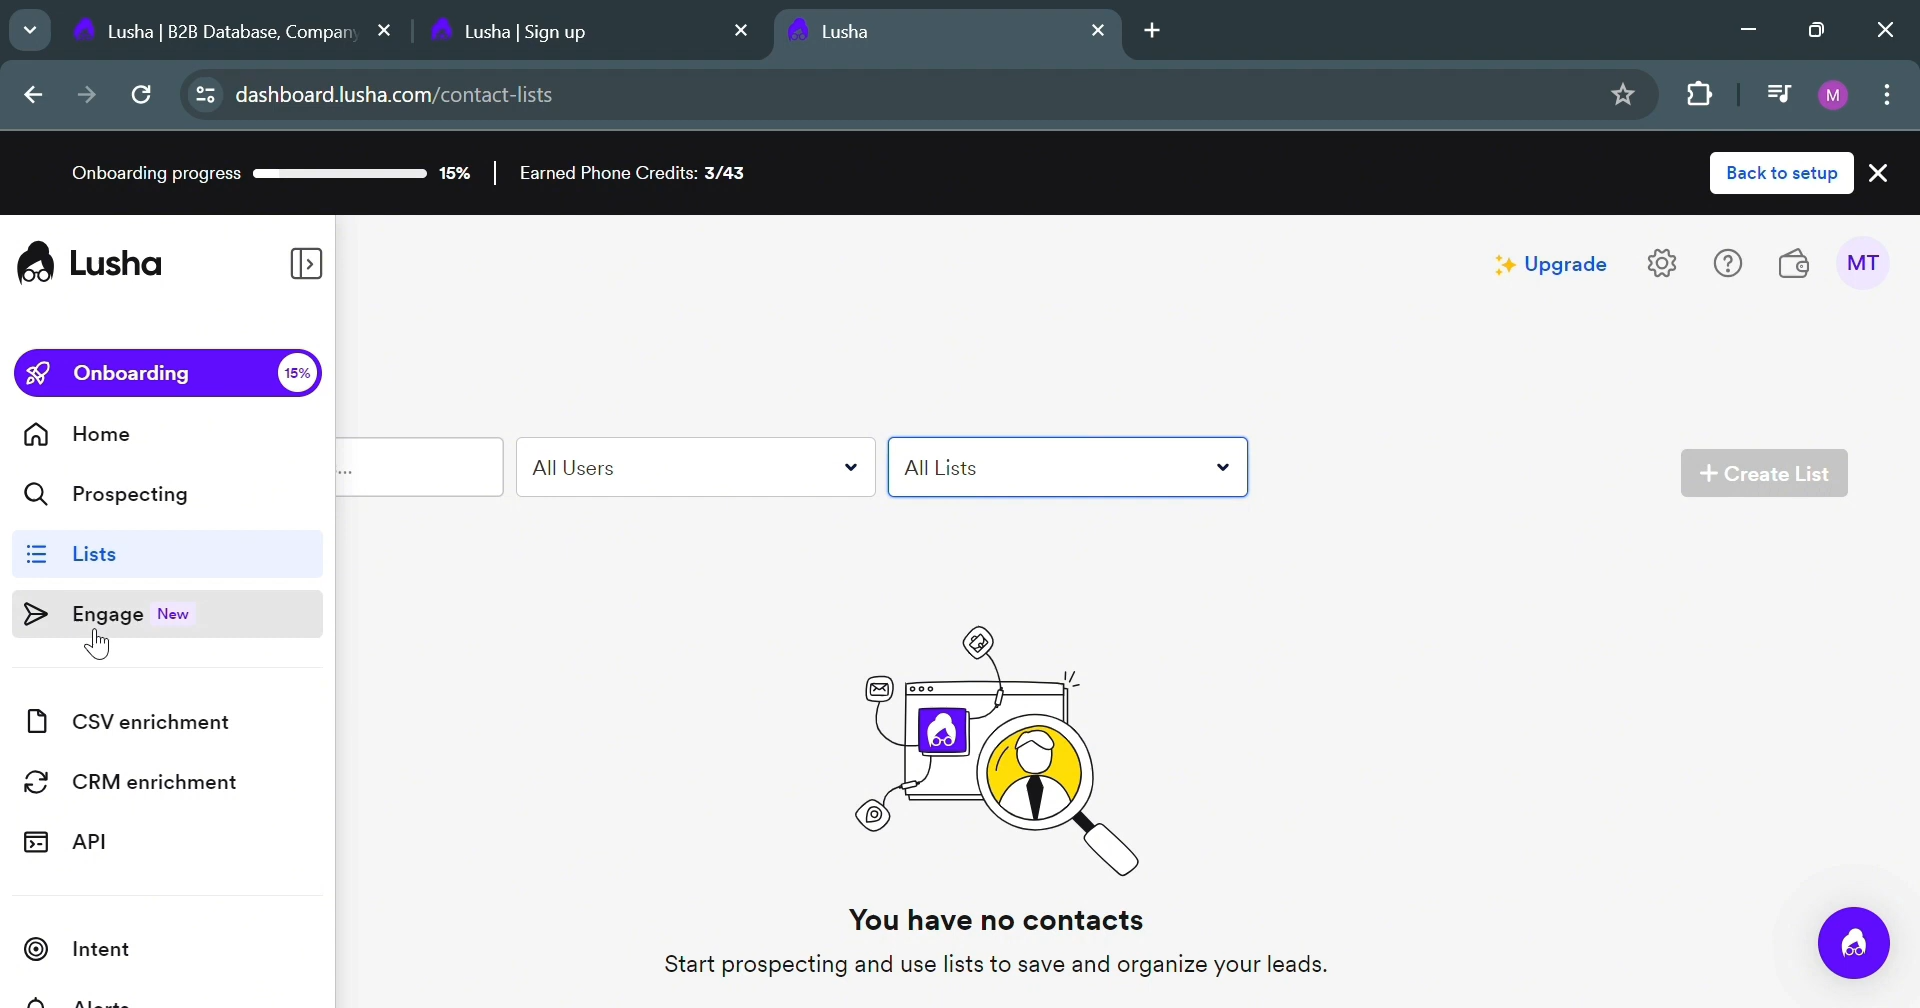 Lusha | B2B Database, Company
Lusha | Sign up
Lusha
dashboard.lusha.com/contact-lists
M
Onboarding progress
15%
Earned Phone Credits: 3/43
Back to setup
Lusha
Upgrade
MT
Onboarding
15%
Home
Prospecting
Lists
Engage New
CSV enrichment
CRM enrichment
API
Intent
Alerts
...
All Users
All Lists
+ Create List
You have no contacts
Start prospecting and use lists to save and organize your leads.